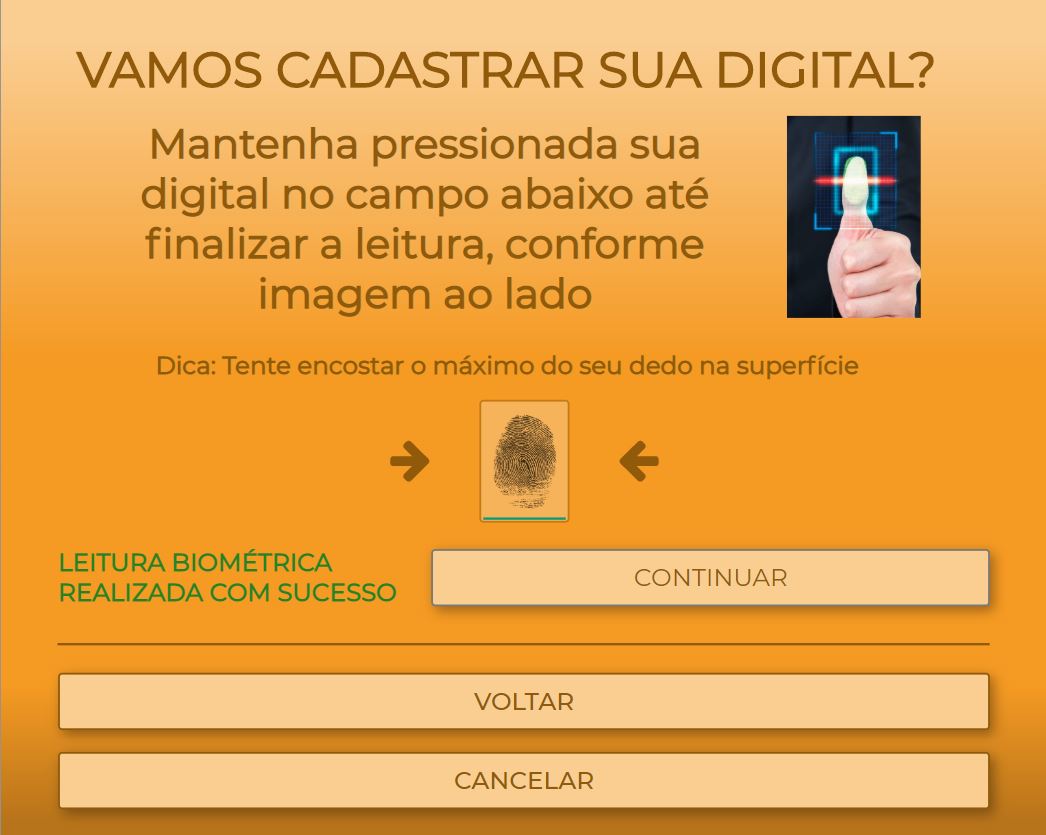 VAMOS CADASTRAR SUA DIGITAL?
Mantenha pressionada sua
digital no campo abaixo até
finalizar a leitura, conforme
imagem ao lado
Dica: Tente encostar o máximo do seu dedo na superfície
LEITURA BIOMÉTRICA
REALIZADA COM SUCESSO
CONTINUAR
VOLTAR
CANCELAR